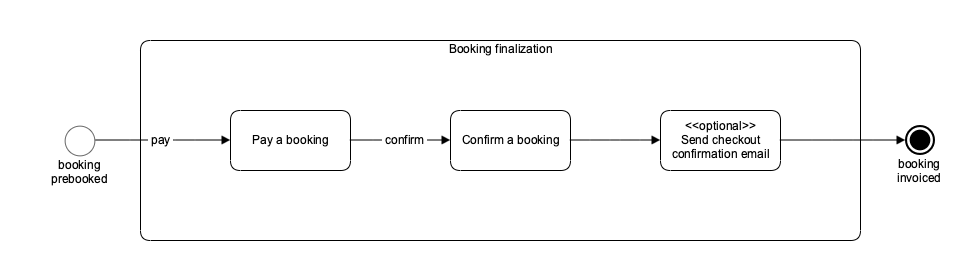 Booking finalization
booking
prebooked
pay
Pay a booking
confirm
Confirm a booking
<<optional>>
Send checkout
confirmation email
booking
invoiced